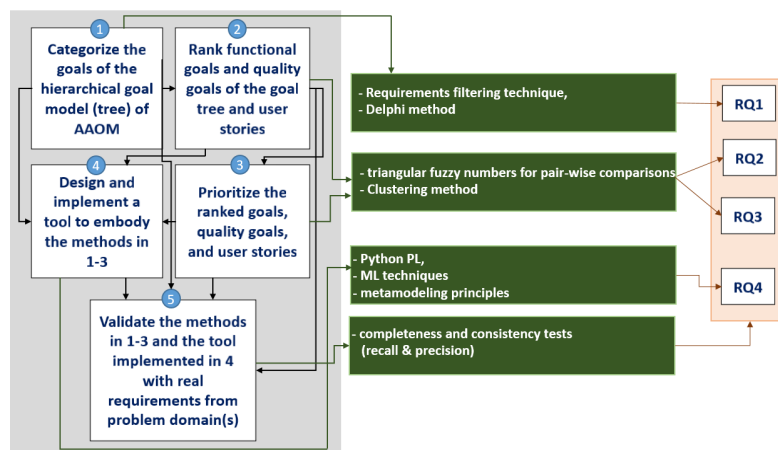 1
Categorize the
goals of the
hierarchical goal
model (tree) of
AAOM
2
Rank functional
goals and quality
goals of the goal
tree and user
stories
3
Prioritize the
ranked goals,
quality goals,
and user stories
4
Design and
implement a
tool to embody
the methods in
1-3
5
Validate the methods
in 1-3 and the tool
implemented in 4
with real
requirements from
problem domain(s)
- Requirements filtering technique,
- Delphi method
- triangular fuzzy numbers for pair-wise comparisons
- Clustering method
- Python PL,
- ML techniques
- metamodeling principles
- completeness and consistency tests
(recall & precision)
RQ1
RQ2
RQ3
RQ4